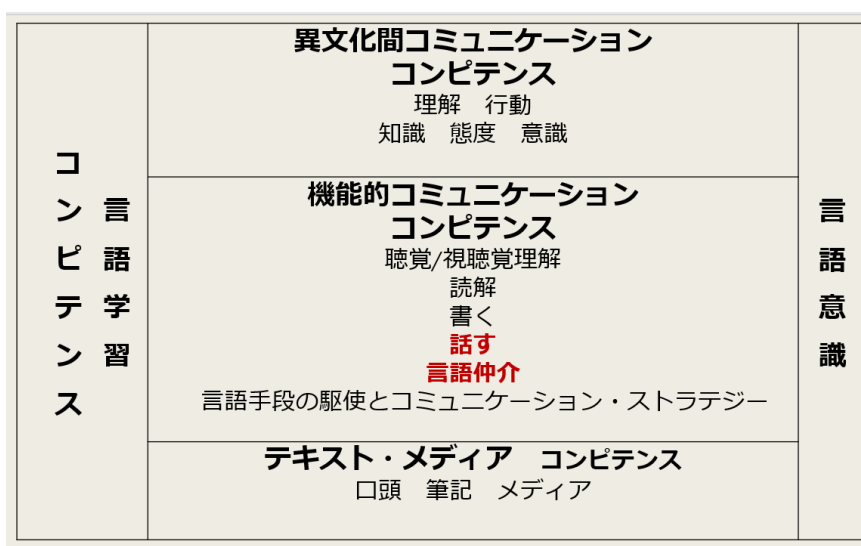 言語学習
コンピテンス
異文化間コミュニケーション
コンピテンス
理解　行動
知識　態度　意識
機能的コミュニケーション
コンピテンス
聴覚/視聴覚理解
読解
書く
話す
言語仲介
言語手段の駆使とコミュニケーション・ストラテジー
テキスト・メディア　コンピテンス
口頭　筆記　メディア
言語意識